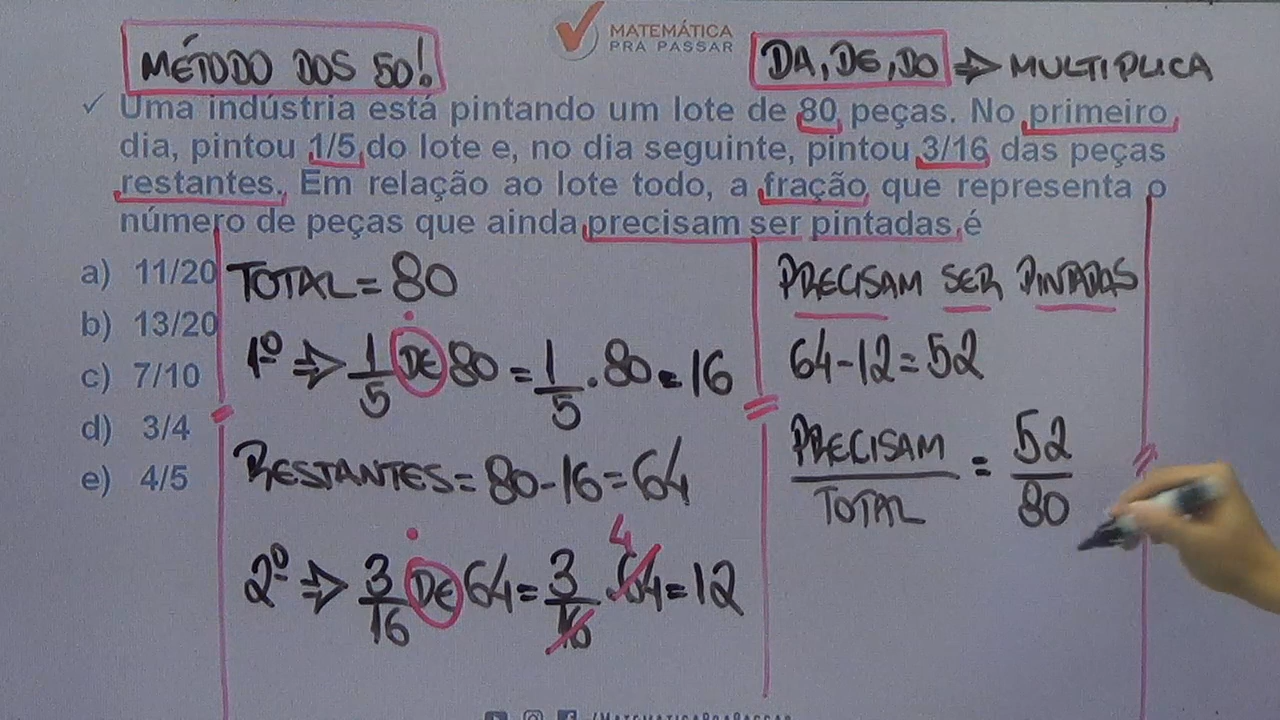 MATEMÁTICA
PRA PASSAR
MÉTODO DOS 50!
DA, DE, DO ⇒ MULTIPLICA
✓ Uma indústria está pintando um lote de 80 peças. No primeiro
dia, pintou 1/5 do lote e, no dia seguinte, pintou 3/16 das peças
restantes. Em relação ao lote todo, a fração que representa o
número de peças que ainda precisam ser pintadas é
a) 11/20
b) 13/20
c) 7/10
d) 3/4
e) 4/5
TOTAL = 80
1º ⇒ 1/5 DE 80 = 1/5 . 80 = 16
RESTANTES = 80 - 16 = 64
2º ⇒ 3/16 DE 64 = 3/16 . 64 = 12
4
PRECISAM SER PINTADAS
64 - 12 = 52
PRECISAM/TOTAL = 52/80
/MATEMATICAPRAPASSAR